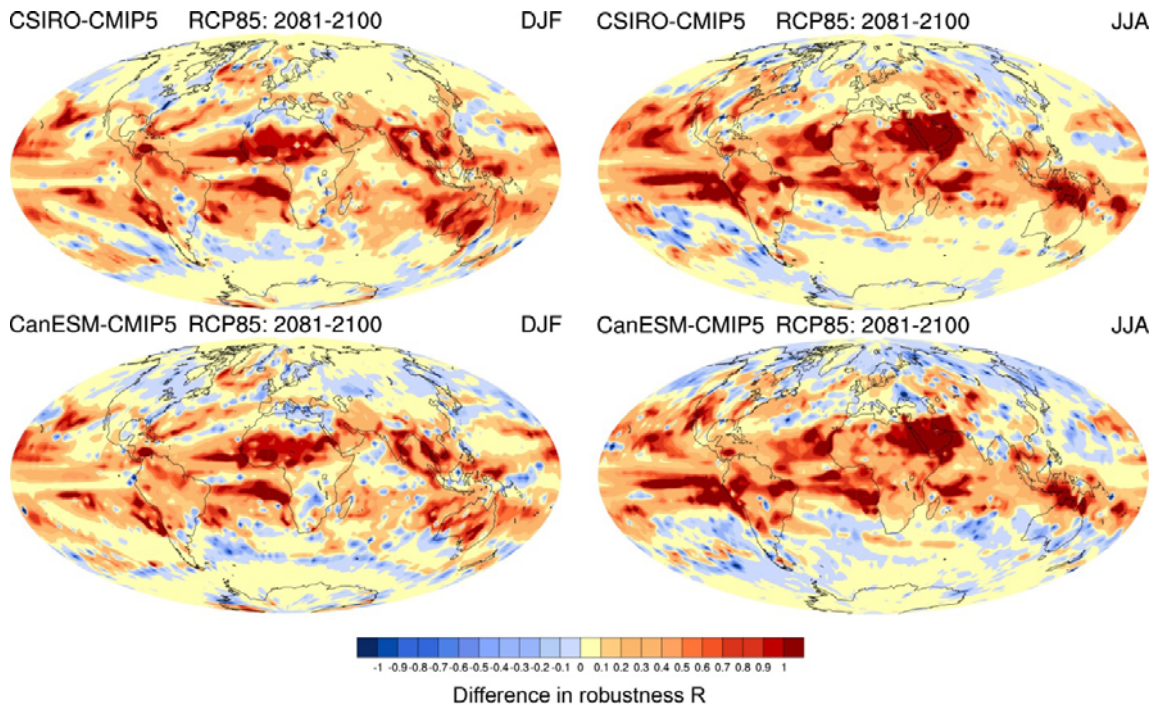 CSIRO-CMIP5 RCP85: 2081-2100 DJF
CSIRO-CMIP5 RCP85: 2081-2100 JJA
CanESM-CMIP5 RCP85: 2081-2100 DJF
CanESM-CMIP5 RCP85: 2081-2100 JJA
-1 -0.9 -0.8 -0.7 -0.6 -0.5 -0.4 -0.3 -0.2 -0.1 0 0.1 0.2 0.3 0.4 0.5 0.6 0.7 0.8 0.9 1
Difference in robustness R